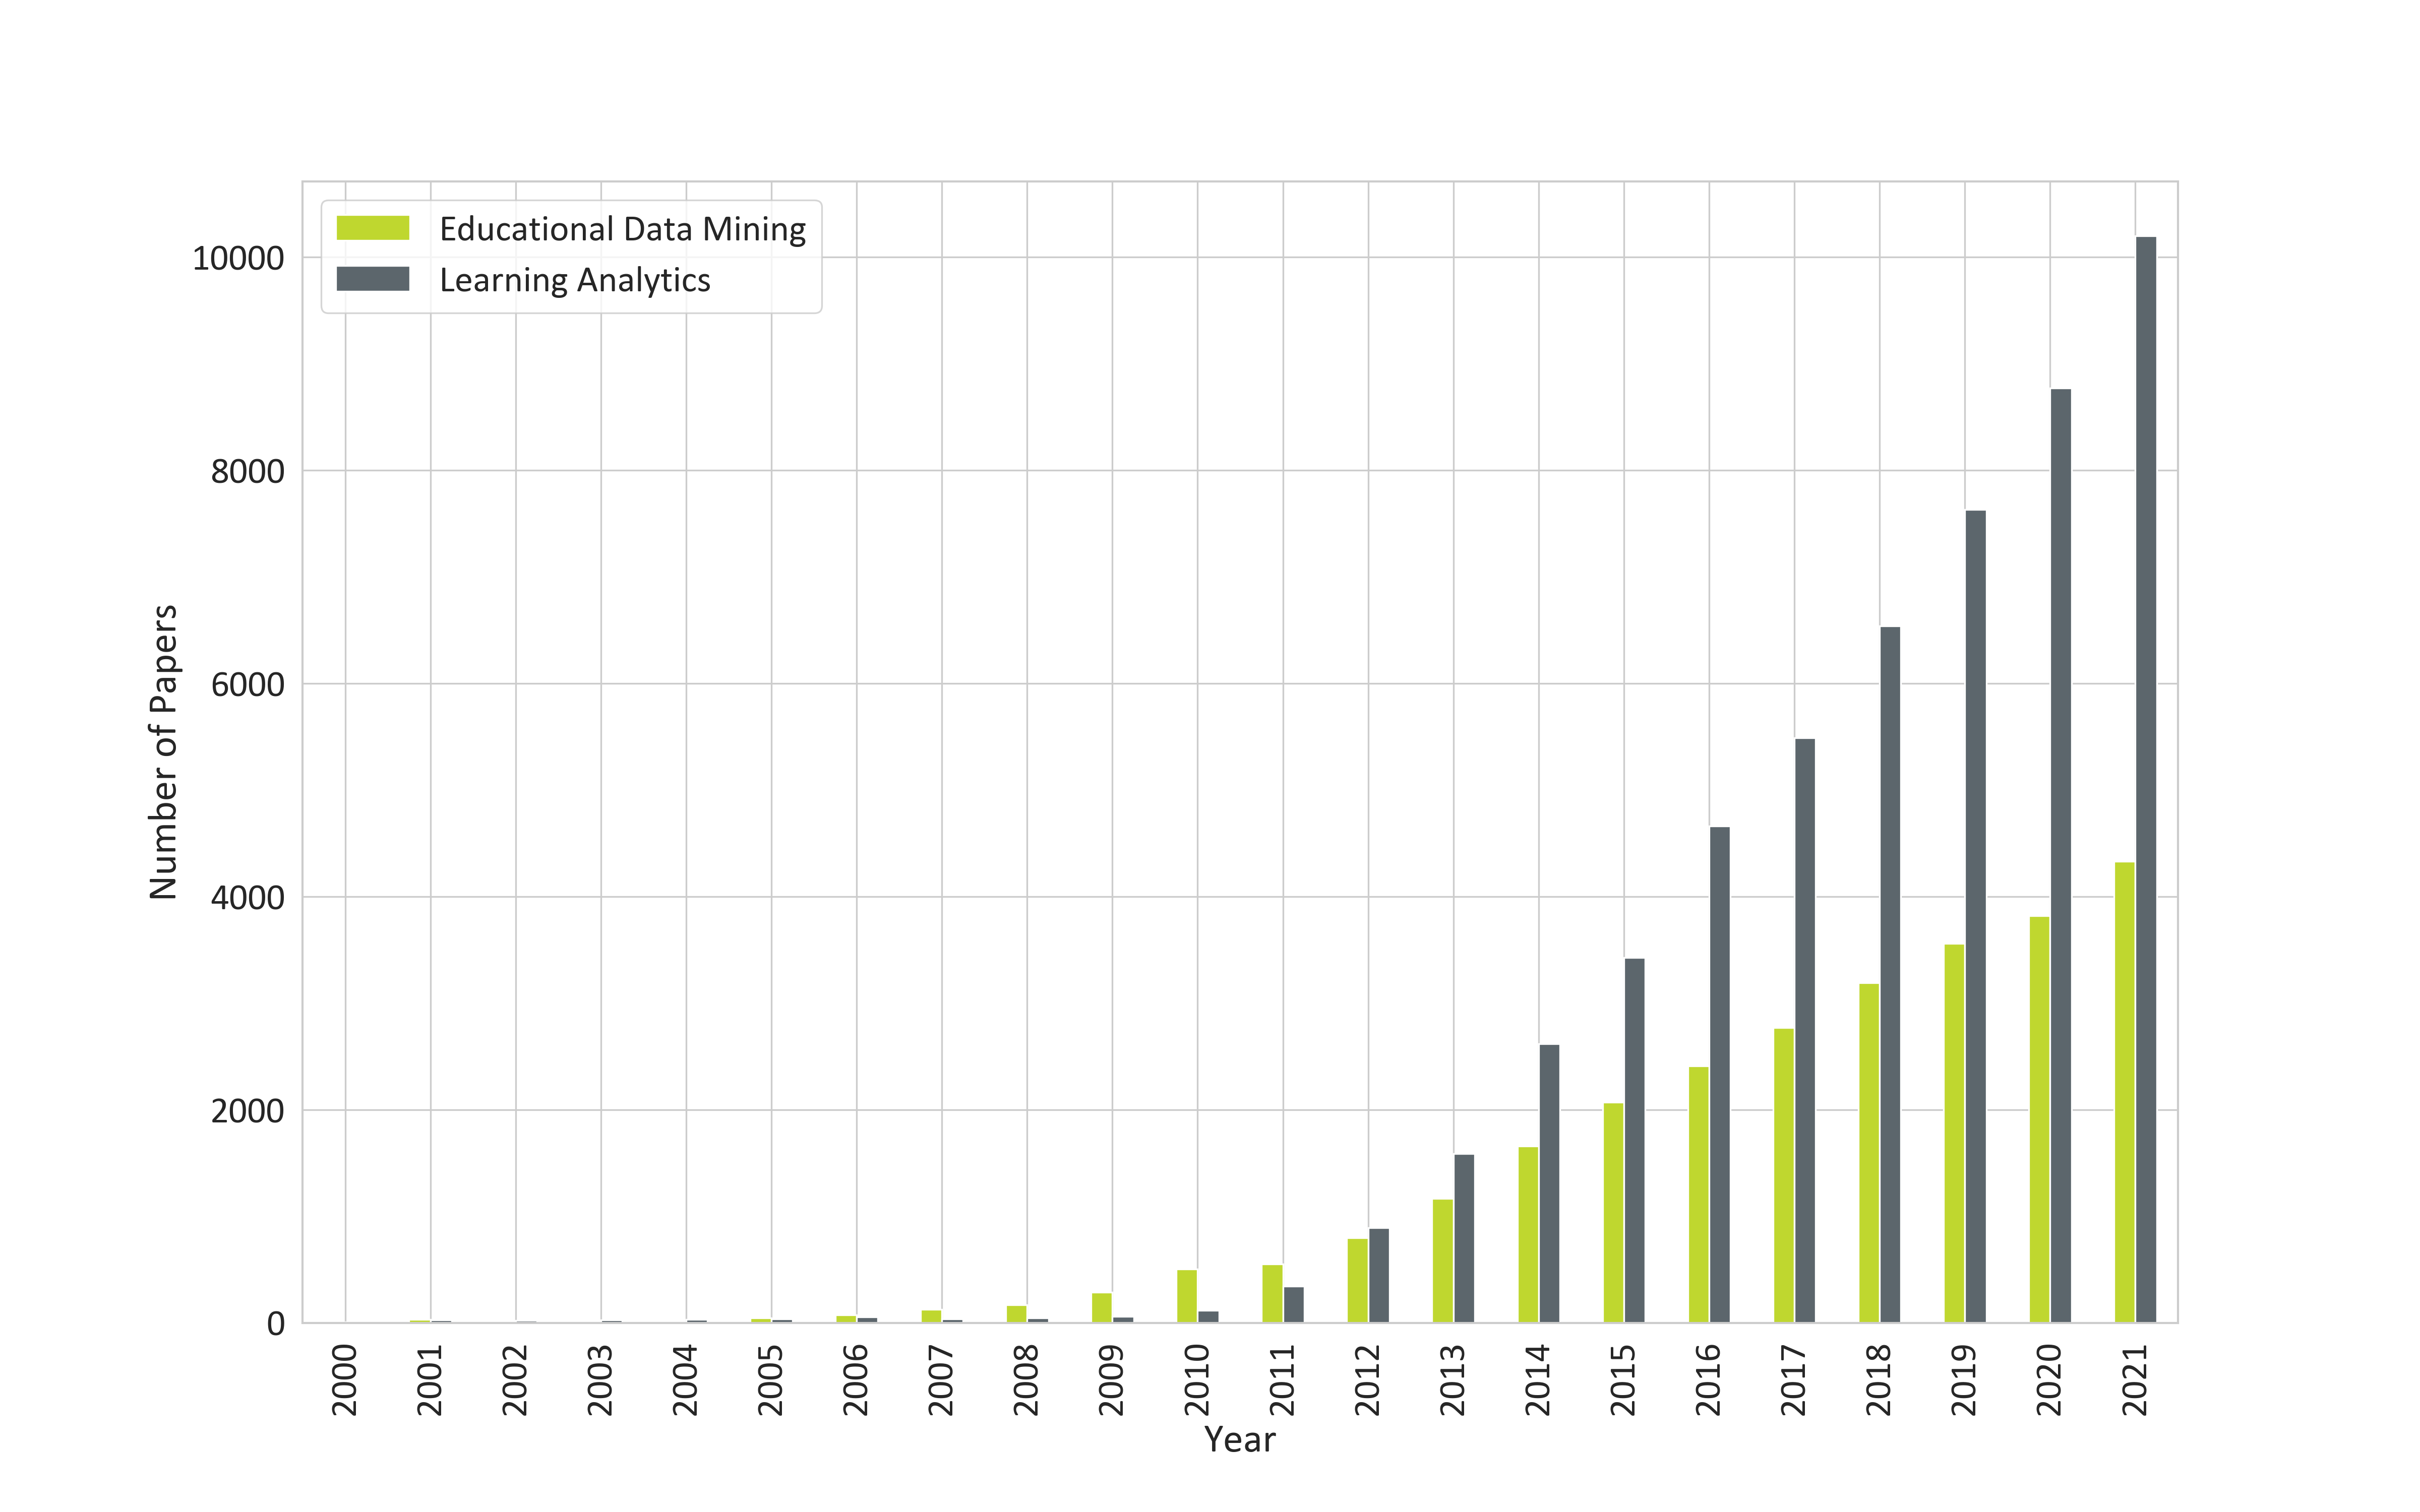 Educational Data Mining
Learning Analytics
10000
8000
6000
4000
2000
0
Number of Papers
2000 2001 2002 2003 2004 2005 2006 2007 2008 2009 2010 2011 2012 2013 2014 2015 2016 2017 2018 2019 2020 2021
Year